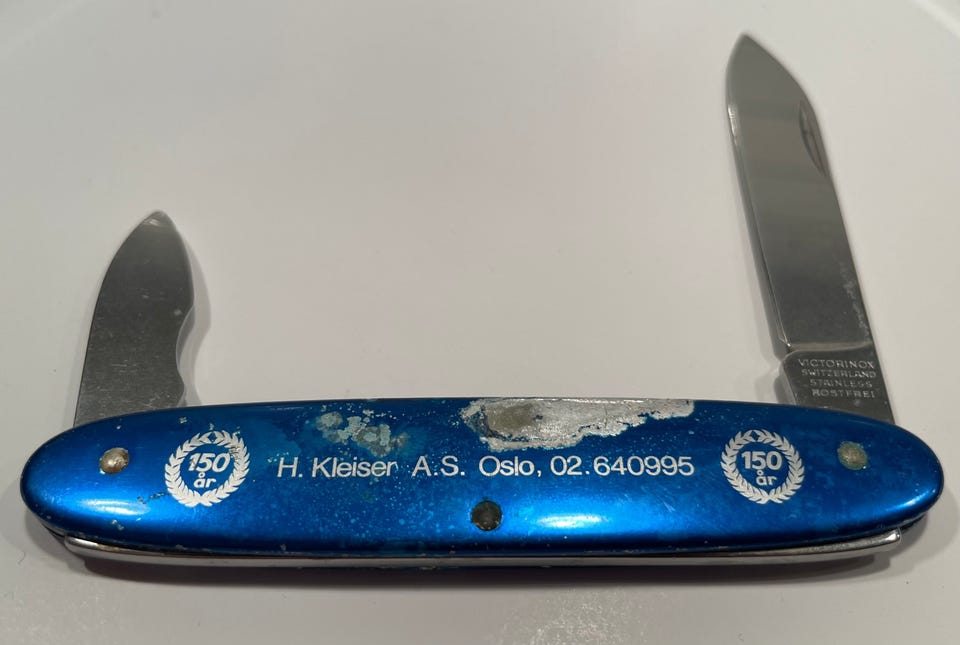 VICTORINOX
SWITZERLAND
STAINLESS
ROSTFREI
150
år
H. Kleiser A.S. Oslo, 02.640995
150
år